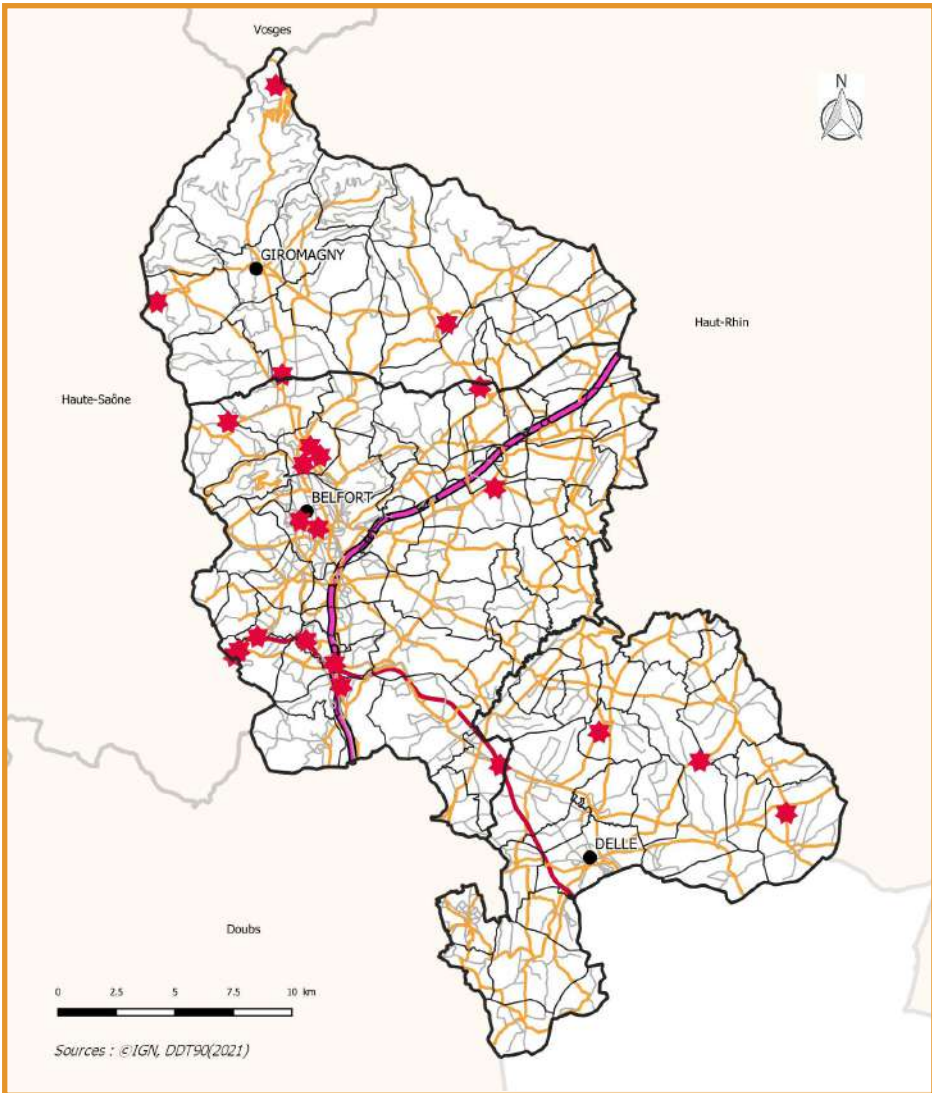 Vosges
N
GIROMAGNY
Haut-Rhin
Haute-Saône
BELFORT
DELLE
Doubs
0 2.5 5 7.5 10 km
Sources : ©IGN, DDT90(2021)